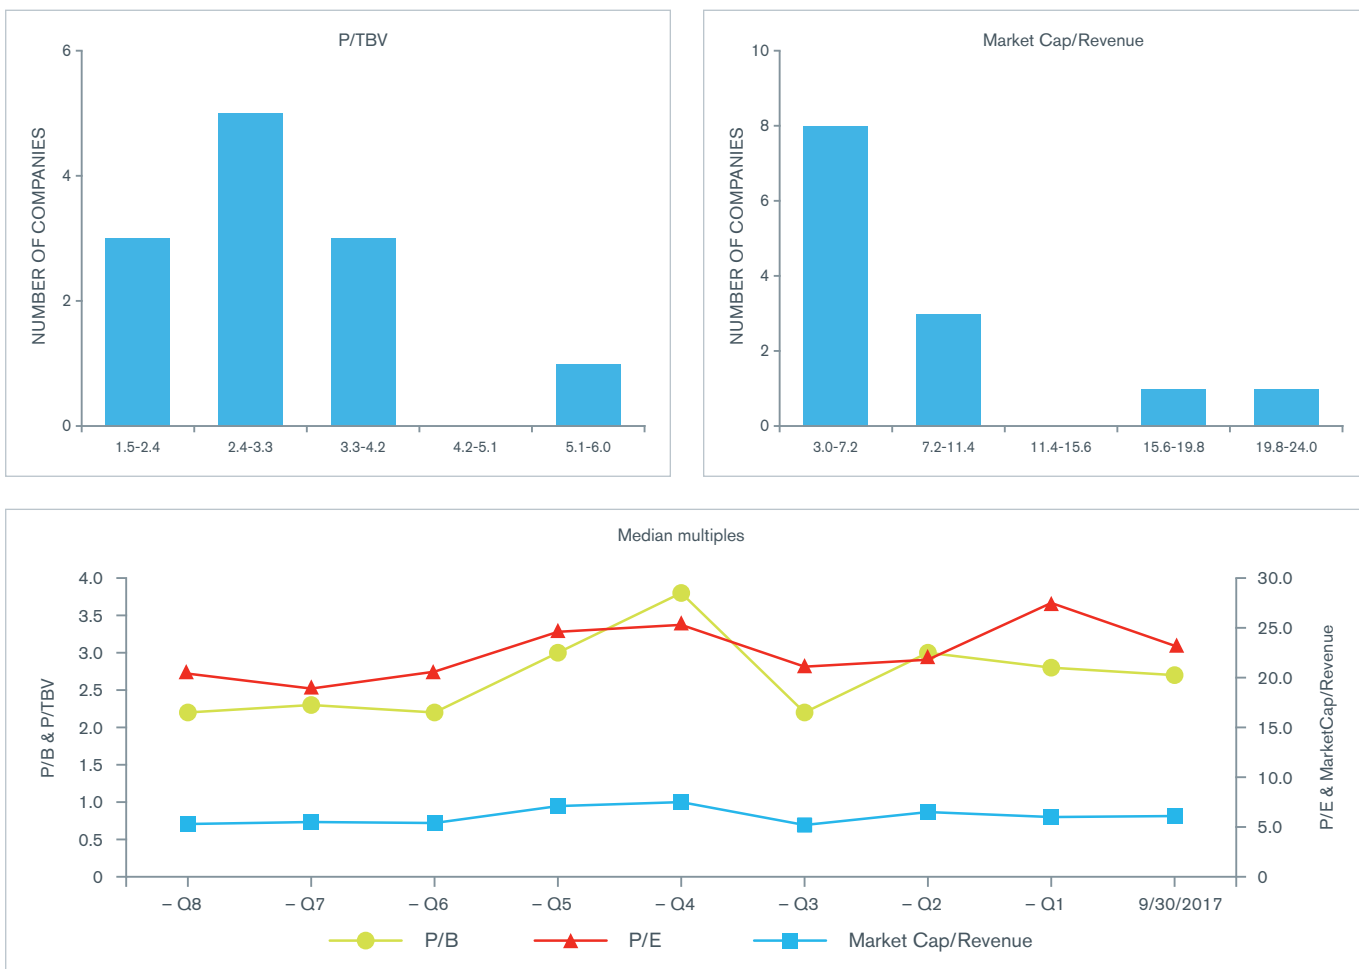 P/TBV
NUMBER OF COMPANIES
6
4
2
0
1.5-2.4 2.4-3.3 3.3-4.2 4.2-5.1 5.1-6.0
Market Cap/Revenue
NUMBER OF COMPANIES
10
8
6
4
2
0
3.0-7.2 7.2-11.4 11.4-15.6 15.6-19.8 19.8-24.0
Median multiples
P/B & P/TBV
4.0
3.5
3.0
2.5
2.0
1.5
1.0
0.5
0
30.0
25.0
20.0
15.0
10.0
5.0
0
P/E & MarketCap/Revenue
– Q8 – Q7 – Q6 – Q5 – Q4 – Q3 – Q2 – Q1 9/30/2017
P/B P/E Market Cap/Revenue